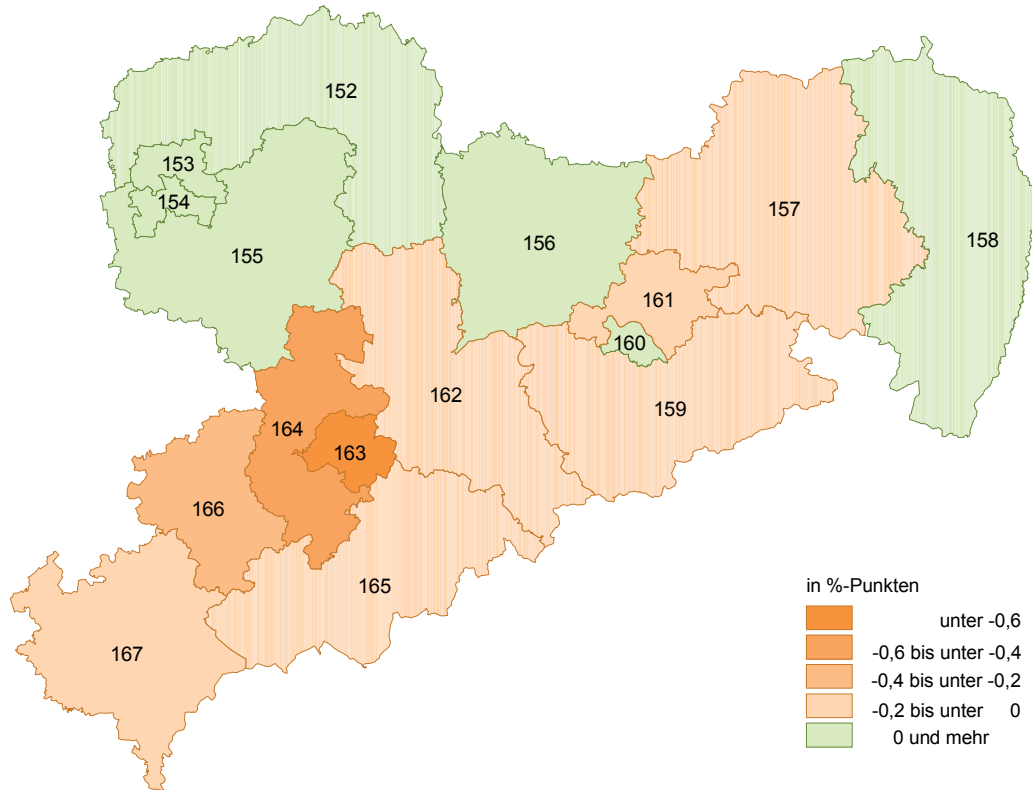 152
153
154
155
156
157
158
161
160
162
159
164
163
166
165
167
in %-Punkten
unter -0,6
-0,6 bis unter -0,4
-0,4 bis unter -0,2
-0,2 bis unter 0
0 und mehr